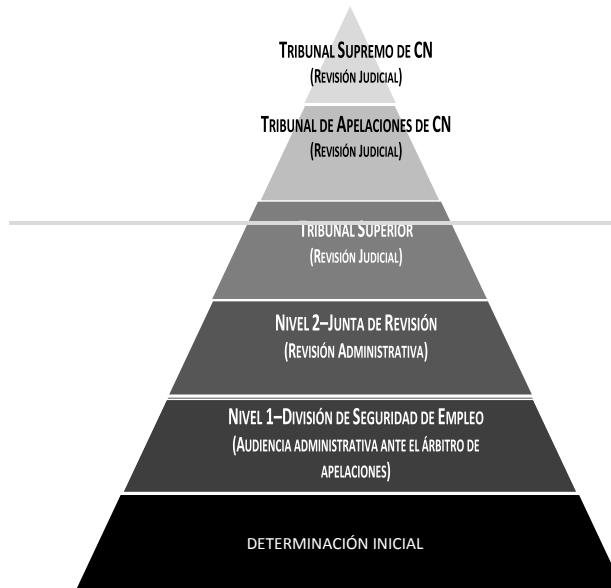 TRIBUNAL SUPREMO DE CN
(REVISIÓN JUDICIAL)
TRIBUNAL DE APELACIONES DE CN
(REVISIÓN JUDICIAL)
TRIBUNAL SUPERIOR
(REVISIÓN JUDICIAL)
NIVEL 2–JUNTA DE REVISIÓN
(REVISIÓN ADMINISTRATIVA)
NIVEL 1–DIVISIÓN DE SEGURIDAD DE EMPLEO
(AUDIENCIA ADMINISTRATIVA ANTE EL ÁRBITRO DE
APELACIONES)
DETERMINACIÓN INICIAL